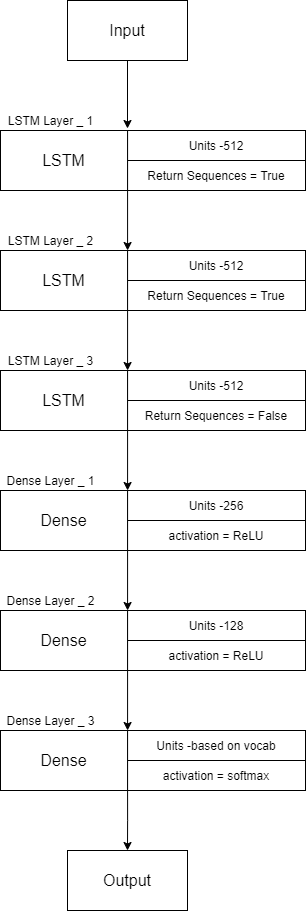 Input
LSTM Layer _ 1
LSTM
Units -512
Return Sequences = True
LSTM Layer _ 2
LSTM
Units -512
Return Sequences = True
LSTM Layer _ 3
LSTM
Units -512
Return Sequences = False
Dense Layer _ 1
Dense
Units -256
activation = ReLU
Dense Layer _ 2
Dense
Units -128
activation = ReLU
Dense Layer _ 3
Dense
Units -based on vocab
activation = softmax
Output